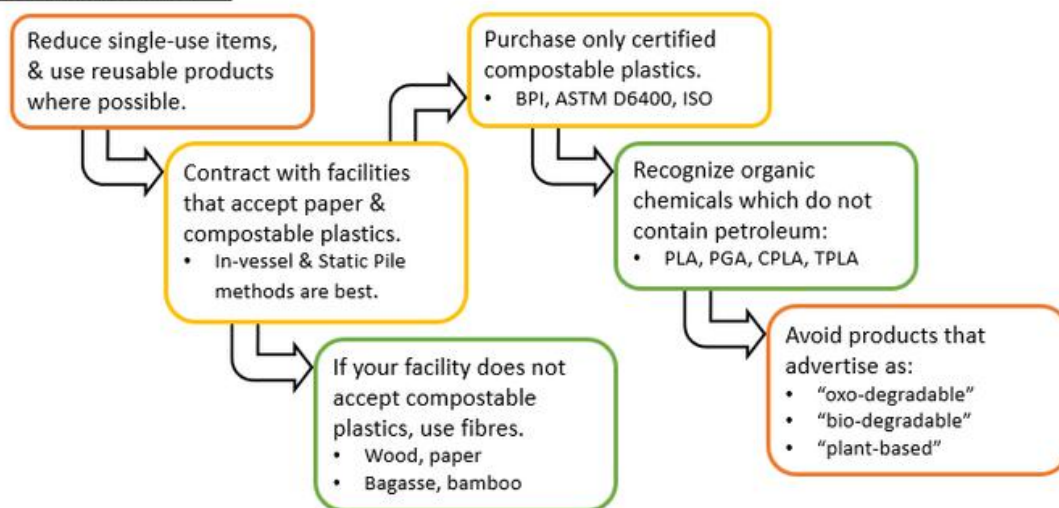 Reduce single-use items,
& use reusable products
where possible.
Contract with facilities
that accept paper &
compostable plastics.
• In-vessel & Static Pile
methods are best.
If your facility does not
accept compostable
plastics, use fibres.
• Wood, paper
• Bagasse, bamboo
Purchase only certified
compostable plastics.
• BPI, ASTM D6400, ISO
Recognize organic
chemicals which do not
contain petroleum:
• PLA, PGA, CPLA, TPLA
Avoid products that
advertise as:
• “oxo-degradable”
• “bio-degradable”
• “plant-based”